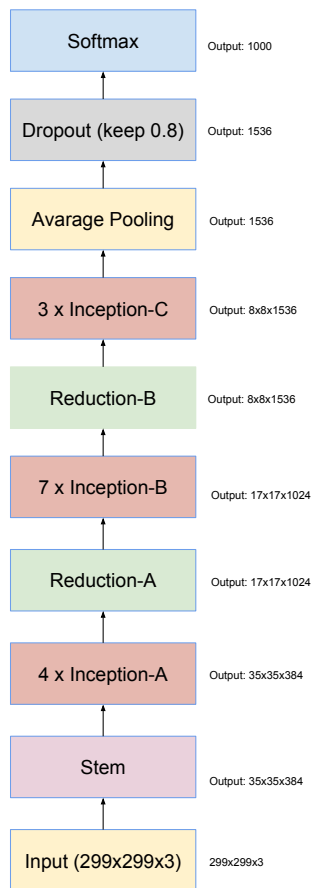 Softmax
Output: 1000
Dropout (keep 0.8)
Output: 1536
Avarage Pooling
Output: 1536
3 x Inception-C
Output: 8x8x1536
Reduction-B
Output: 8x8x1536
7 x Inception-B
Output: 17x17x1024
Reduction-A
Output: 17x17x1024
4 x Inception-A
Output: 35x35x384
Stem
Output: 35x35x384
Input (299x299x3)
299x299x3